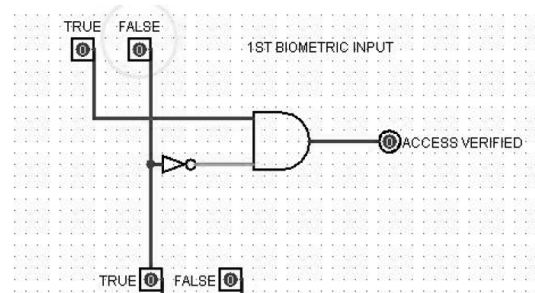 TRUE FALSE
0 0
1ST BIOMETRIC INPUT
0 ACCESS VERIFIED
TRUE 0 FALSE 0